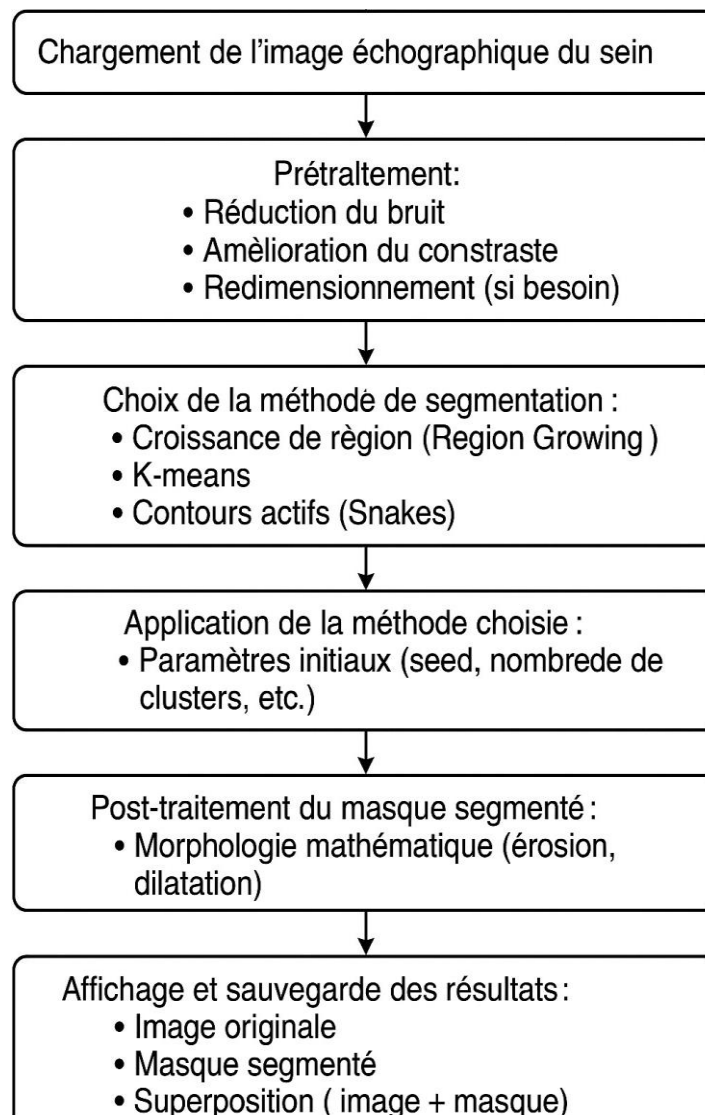 Chargement de l'image échographique du sein
Prétraltement:
• Réduction du bruit
• Amèlioration du constraste
• Redimensionnement (si besoin)
Choix de la méthode de segmentation :
• Croissance de règion (Region Growing )
• K-means
• Contours actifs (Snakes)
Application de la méthode choisie :
• Paramètres initiaux (seed, nombrede de
clusters, etc.)
Post-traitement du masque segmenté :
• Morphologie mathématique (érosion,
dilatation)
Affichage et sauvegarde des résultats :
• Image originale
• Masque segmenté
• Superposition ( image + masque)